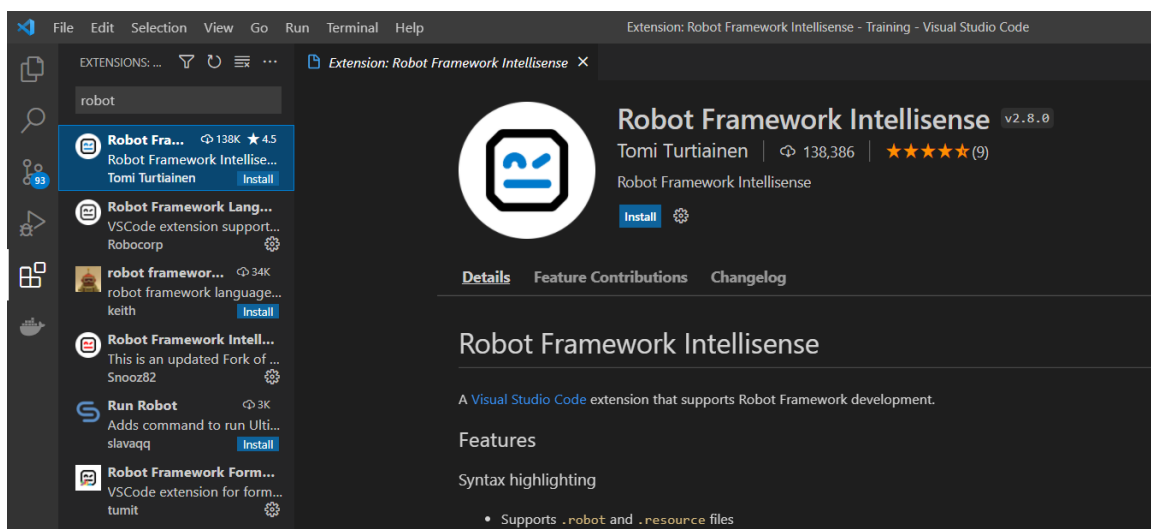 File Edit Selection View Go Run Terminal Help
Extension: Robot Framework Intellisense - Training - Visual Studio Code
EXTENSIONS: ...
Extension: Robot Framework Intellisense
robot
Robot Fra... 138K ★ 4.5
Robot Framework Intellise...
Tomi Turtiainen Install
Robot Framework Lang...
VSCode extension support...
Robocorp
robot framewor... 34K
robot framework language...
keith Install
Robot Framework Intell...
This is an updated Fork of ...
Snooz82
Run Robot 3K
Adds command to run Ulti...
slavaqq Install
Robot Framework Form...
VSCode extension for form...
tumit
93
Robot Framework Intellisense v2.8.0
Tomi Turtiainen | 138,386 | ★★★★★(9)
Robot Framework Intellisense
Install
Details Feature Contributions Changelog
Robot Framework Intellisense
A Visual Studio Code extension that supports Robot Framework development.
Features
Syntax highlighting
• Supports .robot and .resource files